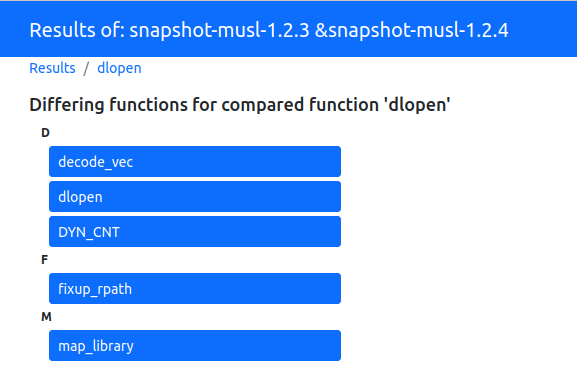 Results of: snapshot-musl-1.2.3 &snapshot-musl-1.2.4
Results / dlopen
Differing functions for compared function 'dlopen'
D
decode_vec
dlopen
DYN_CNT
F
fixup_rpath
M
map_library